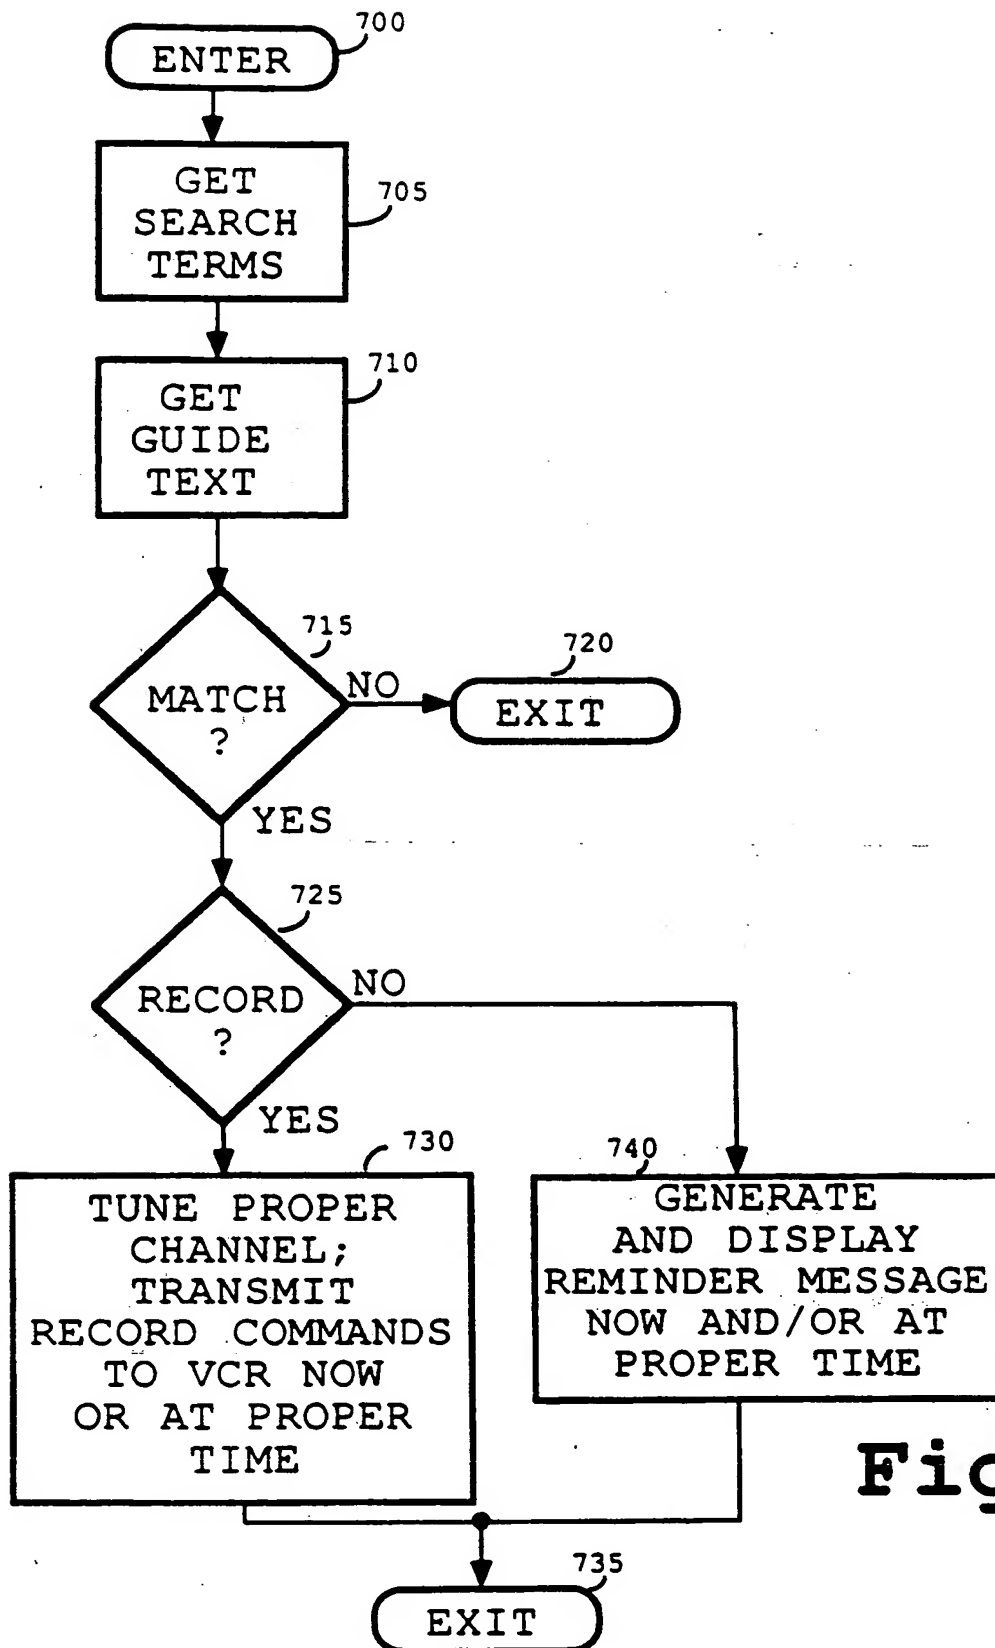 700
ENTER
GET
SEARCH
TERMS
705
GET
GUIDE
TEXT
710
MATCH
?
715
NO
720
EXIT
YES
725
RECORD
?
NO
YES
730
TUNE PROPER
CHANNEL;
TRANSMIT
RECORD COMMANDS
TO VCR NOW
OR AT PROPER
TIME
740
GENERATE
AND DISPLAY
REMINDER MESSAGE
NOW AND/OR AT
PROPER TIME
Fig
735
EXIT